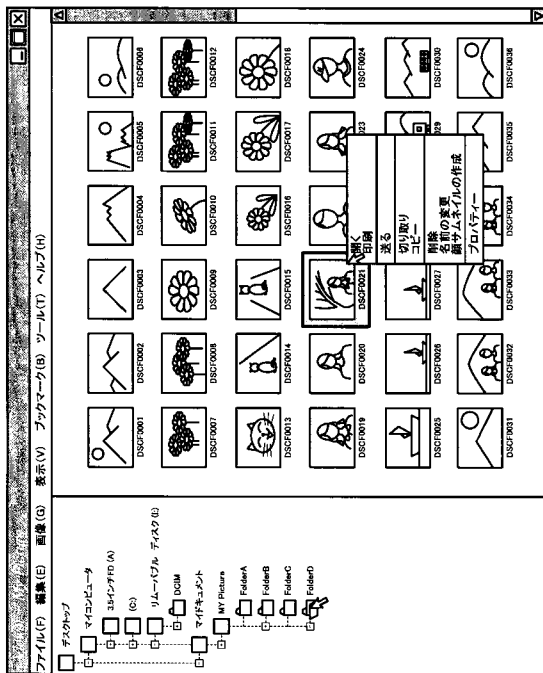 ファイル(F) 編集(E) 画像(G) 表示(V) ブックマーク(B) ツール(T) ヘルプ(H)
デスクトップ
マイコンピュータ
3.5インチFD (A)
(C:)
リムーバブル ディスク(E)
DCIM
マイドキュメント
MY Picture
FolderA
FolderB
FolderC
FolderD
DSCF0001 DSCF0002 DSCF0003 DSCF0004 DSCF0005 DSCF0006
DSCF0007 DSCF0008 DSCF0009 DSCF0010 DSCF0011 DSCF0012
DSCF0013 DSCF0014 DSCF0015 DSCF0016 DSCF0017 DSCF0018
DSCF0019 DSCF0020 DSCF0021 23 DSCF0024
DSCF0025 DSCF0026 DSCF0027 29 DSCF0030
DSCF0031 DSCF0032 DSCF0033 DSCF0034 DSCF0035 DSCF0036
開く
印刷
送る
切り取り
コピー
削除
名前の変更
顔サムネイルの作成
プロパティー